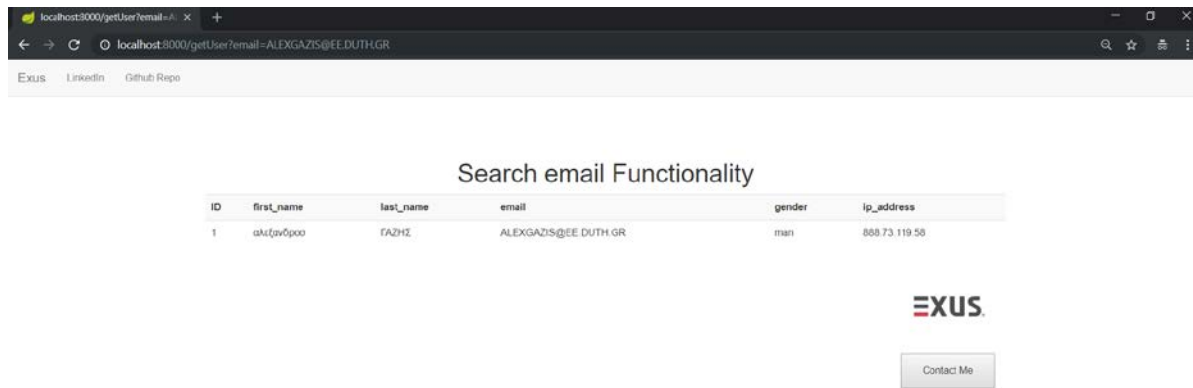 localhost:8000/getUser?email=AL
localhost:8000/getUser?email=ALEXGAZIS@EE.DUTH.GR
Exus LinkedIn Github Repo
Search email Functionality
ID first_name last_name email gender ip_address
1 αλεξανδροσ ΓΑΖΗΣ ALEXGAZIS@EE.DUTH.GR man 888.73.119.58
EXUS
Contact Me